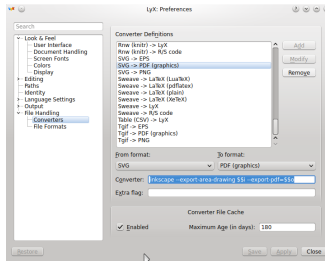 LyX: Preferences
Search
Look & Feel
User Interface
Document Handling
Screen Fonts
Colors
Display
Editing
Paths
Identity
Language Settings
Output
File Handling
Converters
File Formats
Converter Definitions
Rnw (knitr) -> LyX
Rnw (knitr) -> R/S code
SVG -> EPS
SVG -> PDF (graphics)
SVG -> PNG
Sweave -> LaTeX (LuaTeX)
Sweave -> LaTeX (pdflatex)
Sweave -> LaTeX (plain)
Sweave -> LaTeX (XeTeX)
Sweave -> LyX
Sweave -> R/S code
Table (CSV) -> LyX
Tgif -> EPS
Tgif -> PDF (graphics)
Tgif -> PNG
Add
Modify
Remove
From format:
To format:
SVG
PDF (graphics)
Converter:
inkscape --export-area-drawing $$i --export-pdf=$$o
Extra flag:
Converter File Cache
Enabled
Maximum Age (in days):
180
Restore
Save
Apply
Close